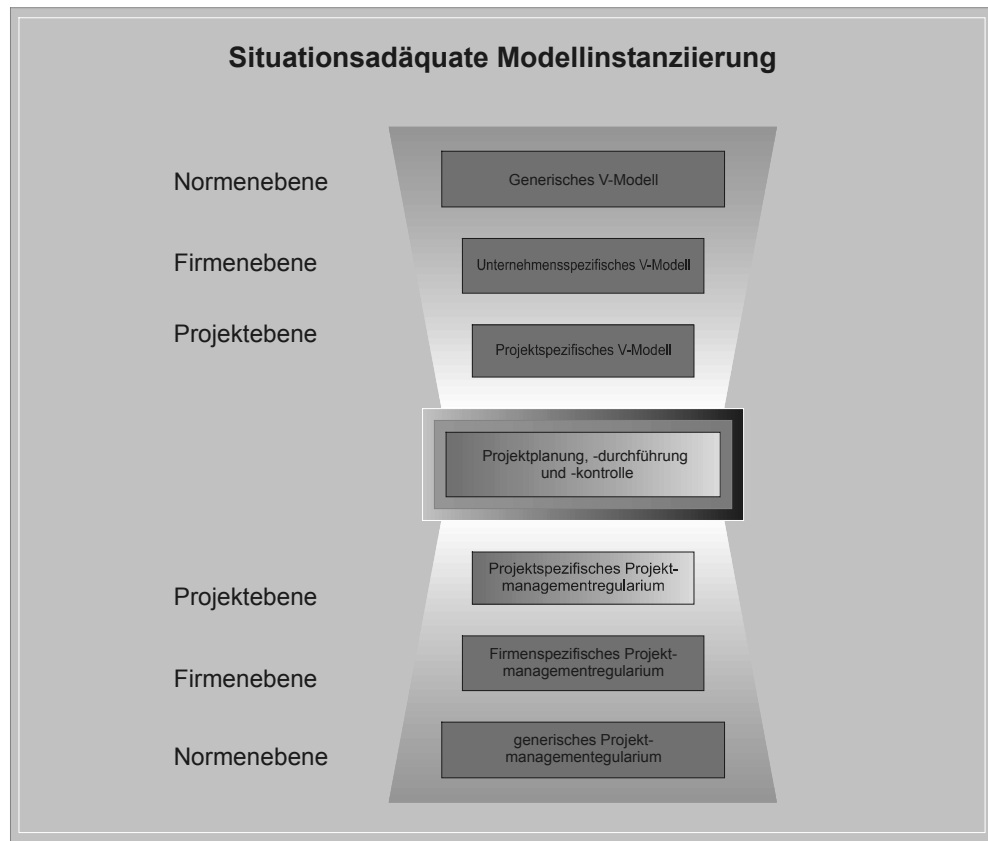 Situationsadäquate Modellinstanziierung
Normenebene
Generisches V-Modell
Firmenebene
Unternehmensspezifisches V-Modell
Projektebene
Projektspezifisches V-Modell
Projektplanung, -durchführung
und -kontrolle
Projektspezifisches Projekt-
managementregularium
Projektebene
Firmenspezifisches Projekt-
managementregularium
Firmenebene
generisches Projekt-
managementegularium
Normenebene